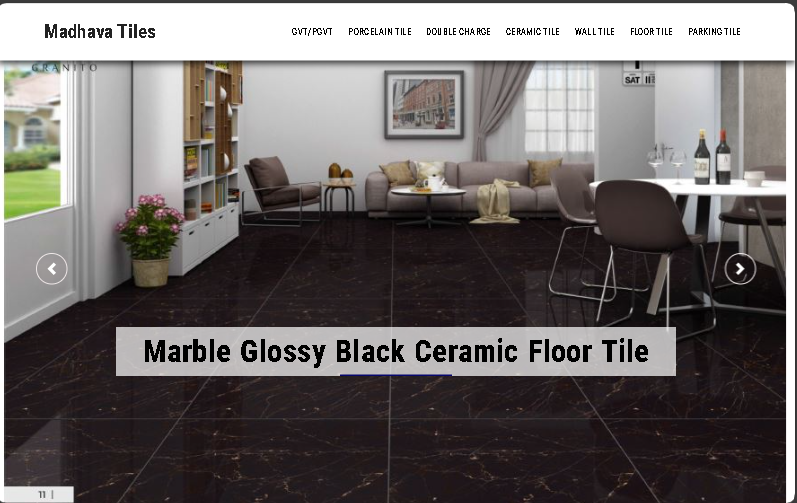 Madhava Tiles
GVT/PGVT PORCELAIN TILE DOUBLE CHARGE CERAMIC TILE WALL TILE FLOOR TILE PARKING TILE
GRANITO
SAT
Marble Glossy Black Ceramic Floor Tile
11 |